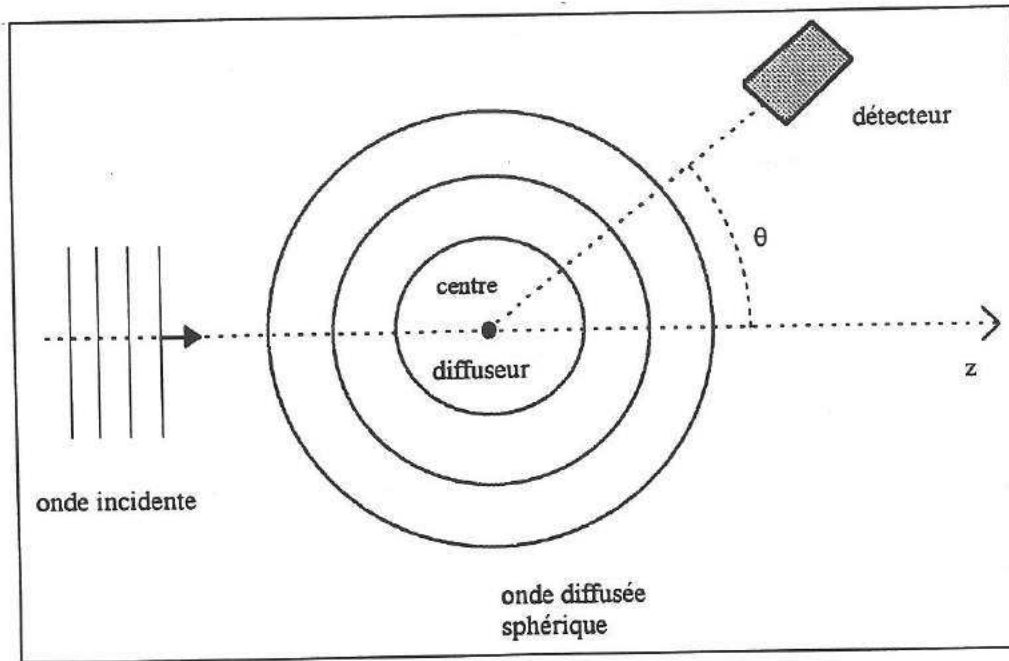 détecteur
θ
centre
diffuseur
z
onde incidente
onde diffusée
sphérique